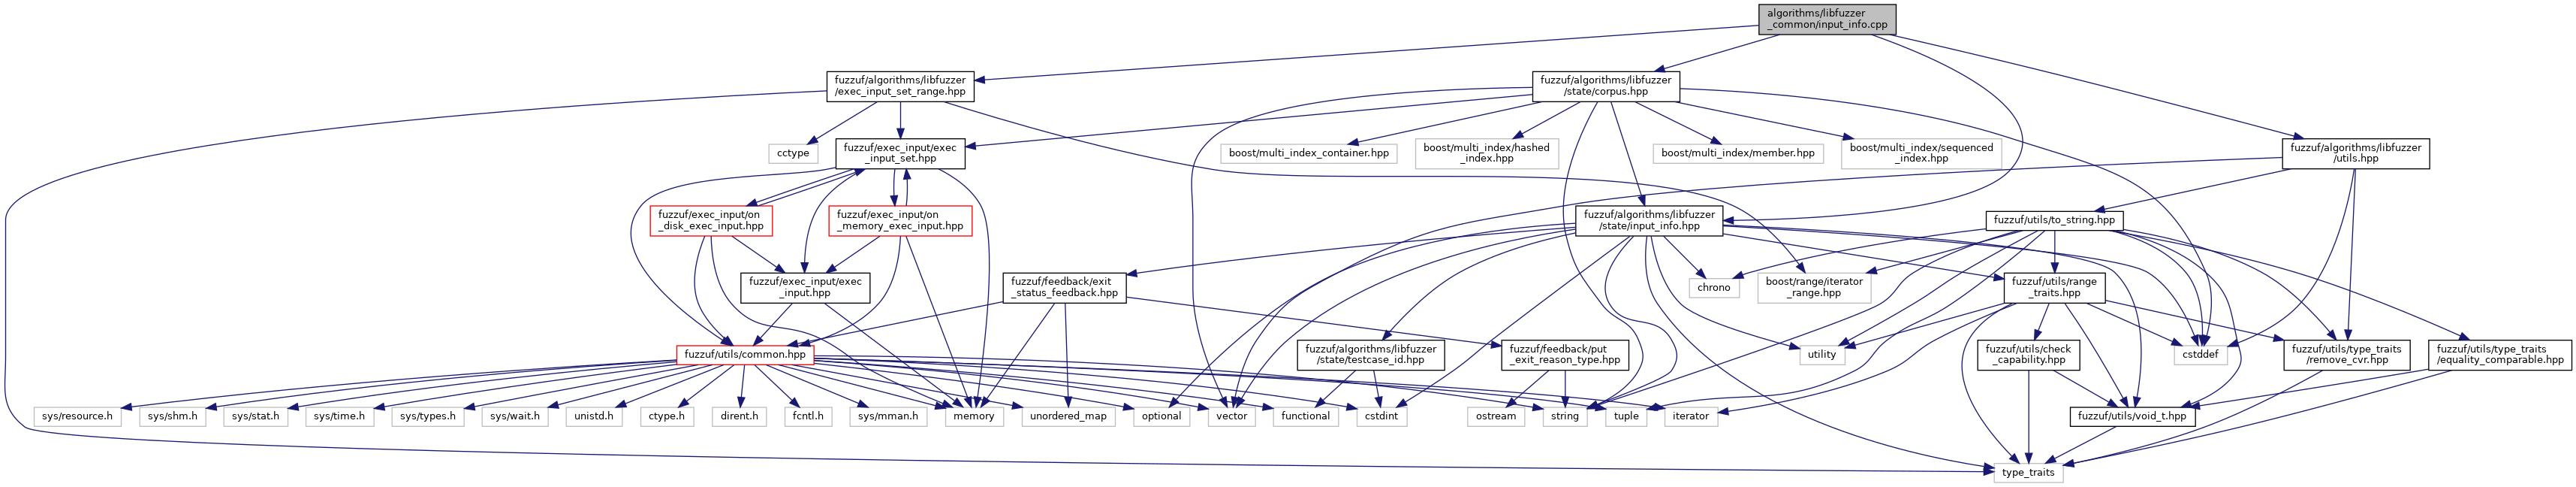 algorithms/libfuzzer
_common/input_info.cpp
fuzzuf/algorithms/libfuzzer
/exec_input_set_range.hpp
fuzzuf/algorithms/libfuzzer
/state/corpus.hpp
cctype
fuzzuf/exec_input/exec
_input_set.hpp
boost/multi_index_container.hpp
boost/multi_index/hashed
_index.hpp
boost/multi_index/member.hpp
boost/multi_index/sequenced
_index.hpp
fuzzuf/algorithms/libfuzzer
/utils.hpp
fuzzuf/exec_input/on
_disk_exec_input.hpp
fuzzuf/exec_input/on
_memory_exec_input.hpp
fuzzuf/algorithms/libfuzzer
/state/input_info.hpp
fuzzuf/utils/to_string.hpp
fuzzuf/exec_input/exec
_input.hpp
fuzzuf/feedback/exit
_status_feedback.hpp
chrono
boost/range/iterator
_range.hpp
fuzzuf/utils/range
_traits.hpp
fuzzuf/utils/common.hpp
fuzzuf/algorithms/libfuzzer
/state/testcase_id.hpp
fuzzuf/feedback/put
_exit_reason_type.hpp
utility
fuzzuf/utils/check
_capability.hpp
cstddef
fuzzuf/utils/type_traits
/remove_cvr.hpp
fuzzuf/utils/type_traits
/equality_comparable.hpp
sys/resource.h
sys/shm.h
sys/stat.h
sys/time.h
sys/types.h
sys/wait.h
unistd.h
ctype.h
dirent.h
fcntl.h
sys/mman.h
memory
unordered_map
optional
vector
functional
cstdint
ostream
string
tuple
iterator
fuzzuf/utils/void_t.hpp
type_traits